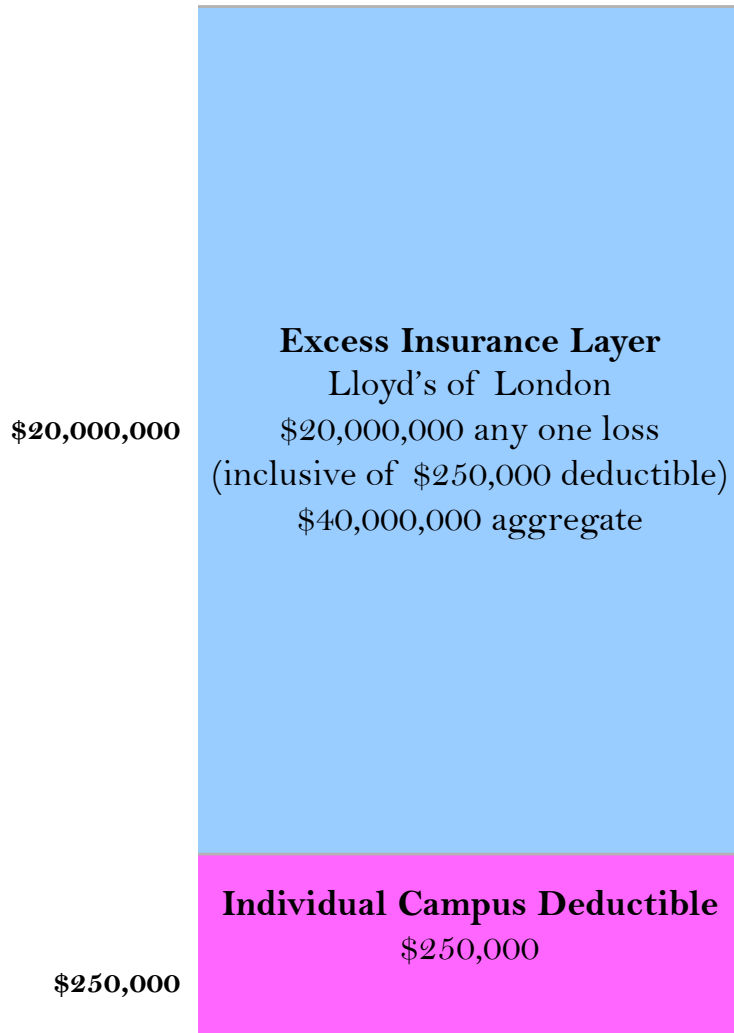 Excess Insurance Layer
Lloyd’s of London
$20,000,000
$20,000,000 any one loss
(inclusive of $250,000 deductible)
$40,000,000 aggregate
Individual Campus Deductible
$250,000
$250,000